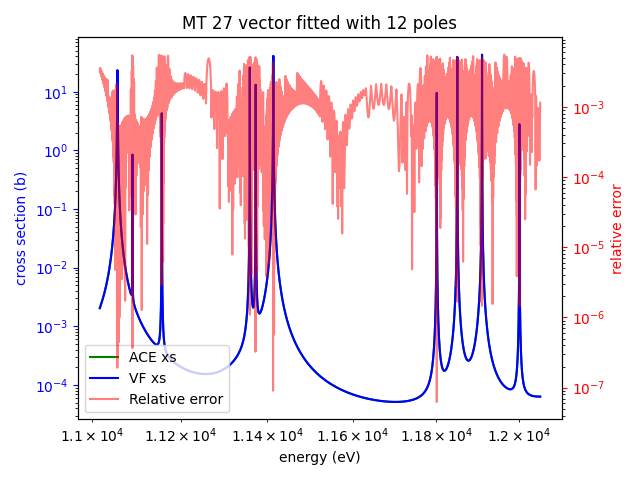 MT 27 vector fitted with 12 poles
cross section (b)
10¹
10⁰
10⁻¹
10⁻²
10⁻³
10⁻⁴
ACE xs
VF xs
Relative error
1.1 × 10⁴
1.12 × 10⁴
1.14 × 10⁴
1.16 × 10⁴
1.18 × 10⁴
1.2 × 10⁴
energy (eV)
10⁻³
10⁻⁴
10⁻⁵
10⁻⁶
10⁻⁷
relative error